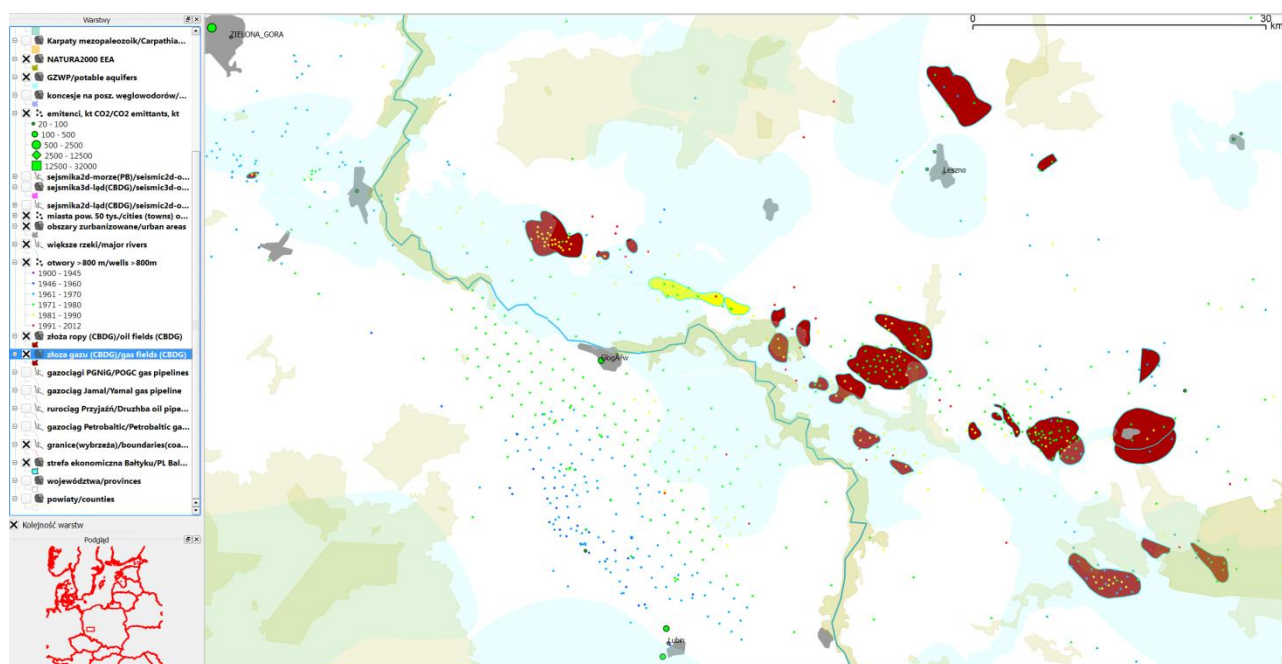 Warstwy
Karpaty mezopaleozoik/Carpathia...
NATURA2000 EEA
GZWP/potable aquifers
koncesje na posz. węglowodorów/...
emitenci, kt CO2/CO2 emittants, kt
20 - 100
100 - 500
500 - 2500
2500 - 12500
12500 - 32000
sejsmika2d-morze(PB)/seismic2d-o...
sejsmika3d-ląd(CBDG)/seismic3d-o...
sejsmika2d-ląd(CBDG)/seismic2d-o...
miasta pow. 50 tys./cities (towns) o...
obszary zurbanizowane/urban areas
większe rzeki/major rivers
otwory >800 m/wells >800m
1900 - 1945
1946 - 1960
1961 - 1970
1971 - 1980
1981 - 1990
1991 - 2012
złoża ropy (CBDG)/oil fields (CBDG)
złoza gazu (CBDG)/gas fields (CBDG)
gazociągi PGNiG/POGC gas pipelines
gazociąg Jamal/Yamal gas pipeline
rurociąg Przyjaźń/Druzhba oil pipe...
gazociąg Petrobaltic/Petrobaltic ga...
granice(wybrzeża)/boundaries(coa...
strefa ekonomiczna Bałtyku/PL Bal...
województwa/provinces
powiaty/counties
Kolejność warstw
Podgląd
ZIELONA_GORA
0 30
km
Leszno
Lubin